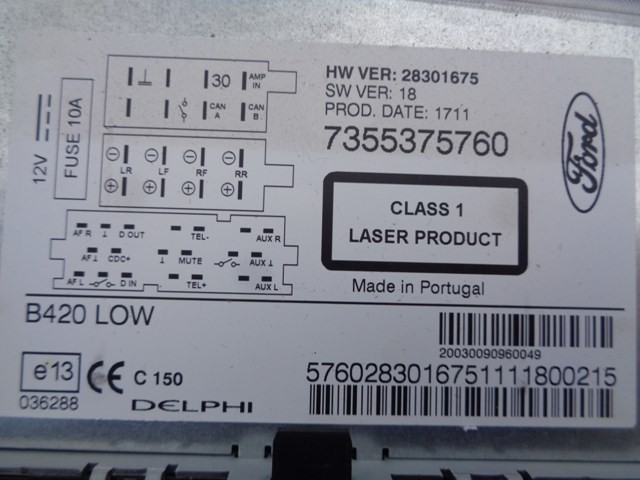 30 AMP IN
CAN A CAN B
12V
FUSE 10A
LR LF RF RR
AF R D OUT TEL- AUX R
AF CDC+ MUTE AUX
AF L D IN TEL+ AUX L
HW VER: 28301675
SW VER: 18
PROD. DATE: 1711
7355375760
Ford
CLASS 1
LASER PRODUCT
Made in Portugal
B420 LOW
20030090960049
e13
CE C 150
036288
DELPHI
57602830167511111800215